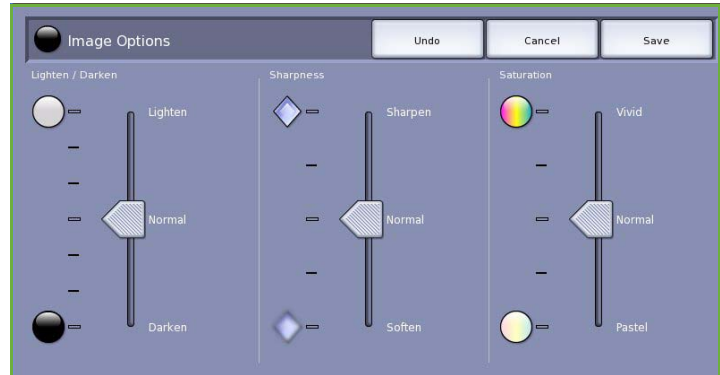 Image Options
Undo
Cancel
Save
Lighten / Darken
Sharpness
Saturation
Lighten
Sharpen
Vivid
Normal
Normal
Normal
Darken
Soften
Pastel